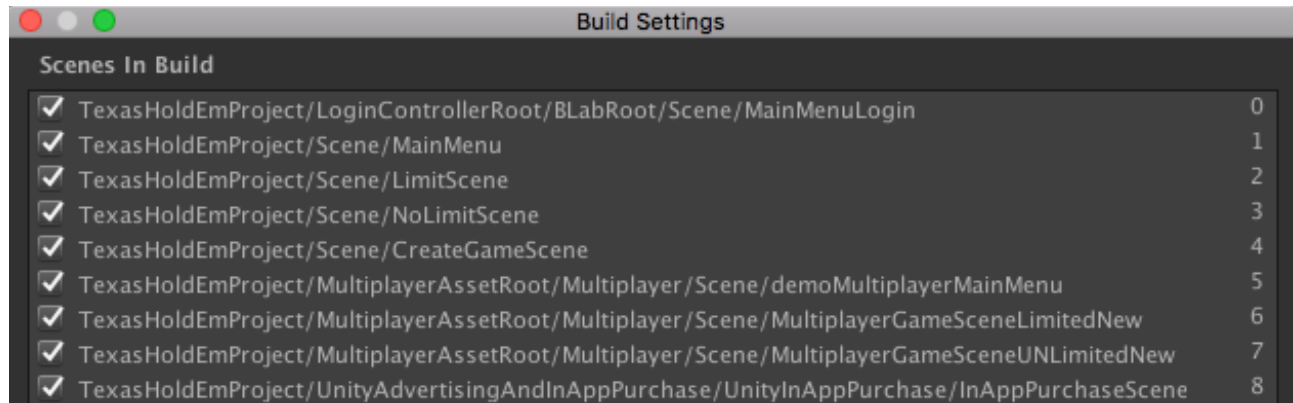 Build Settings
Scenes In Build
TexasHoldEmProject/LoginControllerRoot/BLabRoot/Scene/MainMenuLogin 0
TexasHoldEmProject/Scene/MainMenu 1
TexasHoldEmProject/Scene/LimitScene 2
TexasHoldEmProject/Scene/NoLimitScene 3
TexasHoldEmProject/Scene/CreateGameScene 4
TexasHoldEmProject/MultiplayerAssetRoot/Multiplayer/Scene/demoMultiplayerMainMenu 5
TexasHoldEmProject/MultiplayerAssetRoot/Multiplayer/Scene/MultiplayerGameSceneLimitedNew 6
TexasHoldEmProject/MultiplayerAssetRoot/Multiplayer/Scene/MultiplayerGameSceneUNLimitedNew 7
TexasHoldEmProject/UnityAdvertisingAndInAppPurchase/UnityInAppPurchase/InAppPurchaseScene 8